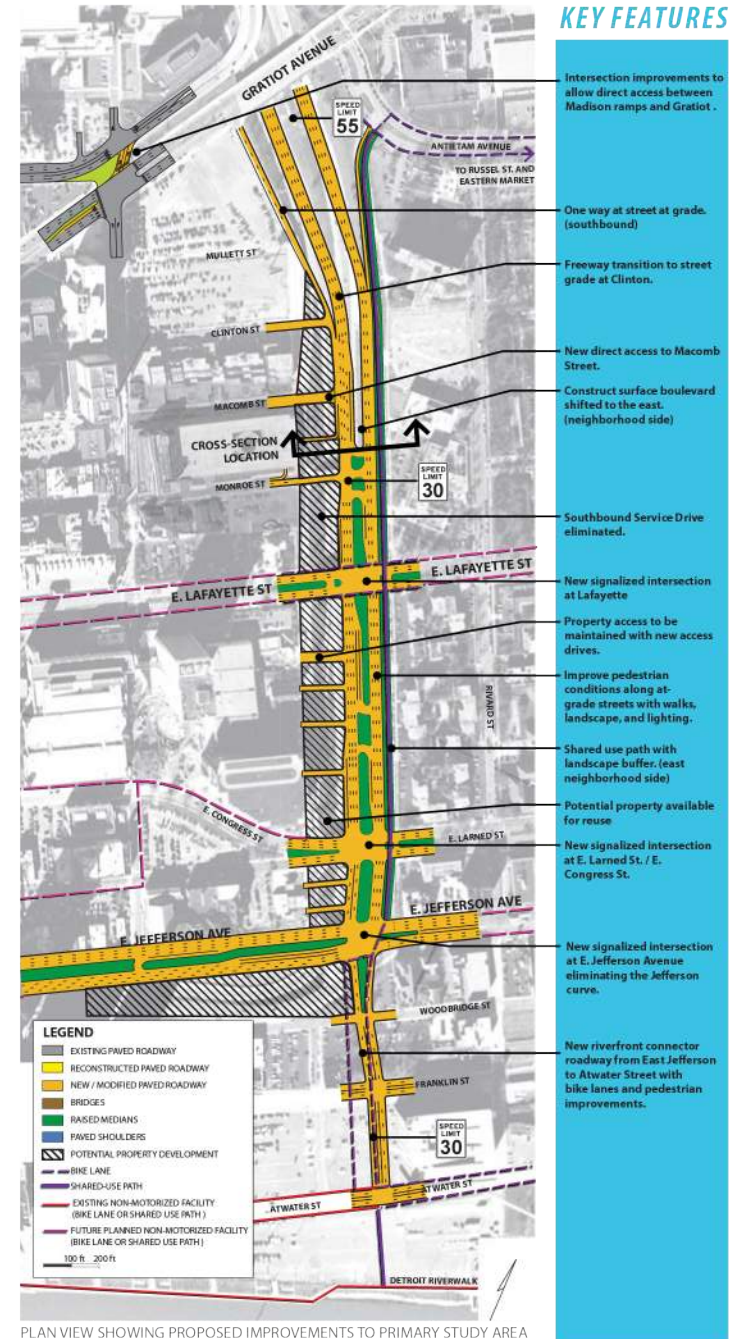 KEY FEATURES
Intersection improvements to
allow direct access between
Madison ramps and Gratiot .
One way at street at grade.
(southbound)
Freeway transition to street
grade at Clinton.
New direct access to Macomb
Street.
Construct surface boulevard
shifted to the east.
(neighborhood side)
Southbound Service Drive
eliminated.
New signalized intersection
at Lafayette
Property access to be
maintained with new access
drives.
Improve pedestrian
conditions along at-
grade streets with walks,
landscape, and lighting.
Shared use path with
landscape buffer. (east
neighborhood side)
Potential property available
for reuse
New signalized intersection
at E. Larned St. / E.
Congress St.
New signalized intersection
at E. Jefferson Avenue
eliminating the Jefferson
curve.
New riverfront connector
roadway from East Jefferson
to Atwater Street with
bike lanes and pedestrian
improvements.
GRATIOT AVENUE
SPEED
LIMIT
55
ANTIETAM AVENUE
TO RUSSEL ST. AND
EASTERN MARKET
MULLETT ST
CLINTON ST
MACOMB ST
CROSS-SECTION
LOCATION
MONROE ST
SPEED
LIMIT
30
E. LAFAYETTE ST
E. LAFAYETTE ST
RIVARD ST
E. CONGRESS ST
E. LARNED ST
E. JEFFERSON AVE
E. JEFFERSON AVE
WOODBRIDGE ST
FRANKLIN ST
SPEED
LIMIT
30
ATWATER ST
ATWATER ST
DETROIT RIVERWALK
LEGEND
EXISTING PAVED ROADWAY
RECONSTRUCTED PAVED ROADWAY
NEW / MODIFIED PAVED ROADWAY
BRIDGES
RAISED MEDIANS
PAVED SHOULDERS
POTENTIAL PROPERTY DEVELOPMENT
BIKE LANE
SHARED-USE PATH
EXISTING NON-MOTORIZED FACILITY
(BIKE LANE OR SHARED USE PATH )
FUTURE PLANNED NON-MOTORIZED FACILITY
(BIKE LANE OR SHARED USE PATH )
100 ft 200 ft
PLAN VIEW SHOWING PROPOSED IMPROVEMENTS TO PRIMARY STUDY AREA